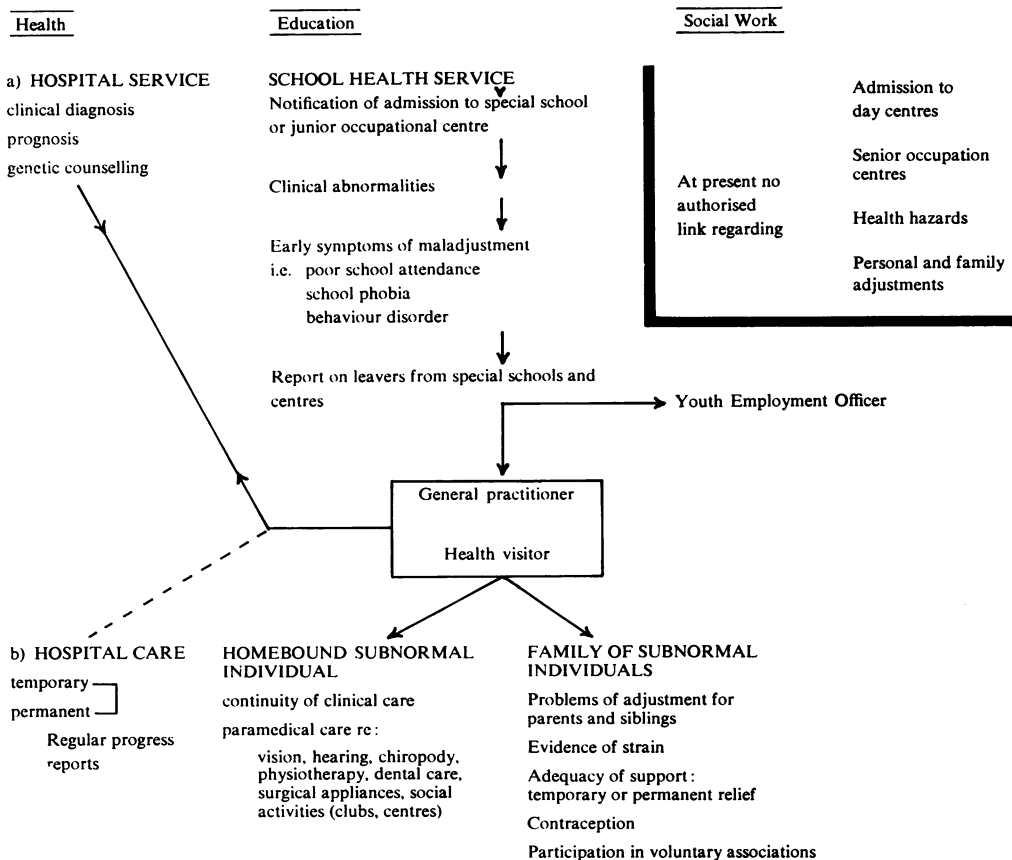 Health
Education
Social Work
a) HOSPITAL SERVICE
clinical diagnosis
prognosis
genetic counselling
SCHOOL HEALTH SERVICE
Notification of admission to special school
or junior occupational centre
Clinical abnormalities
Early symptoms of maladjustment
i.e. poor school attendance
school phobia
behaviour disorder
Report on leavers from special schools and
centres
At present no
authorised
link regarding
Admission to
day centres
Senior occupation
centres
Health hazards
Personal and family
adjustments
Youth Employment Officer
General practitioner
Health visitor
b) HOSPITAL CARE
temporary
permanent
Regular progress
reports
HOMEBOUND SUBNORMAL
INDIVIDUAL
continuity of clinical care
paramedical care re:
vision, hearing, chiropody,
physiotherapy, dental care,
surgical appliances, social
activities (clubs, centres)
FAMILY OF SUBNORMAL
INDIVIDUALS
Problems of adjustment for
parents and siblings
Evidence of strain
Adequacy of support:
temporary or permanent relief
Contraception
Participation in voluntary associations